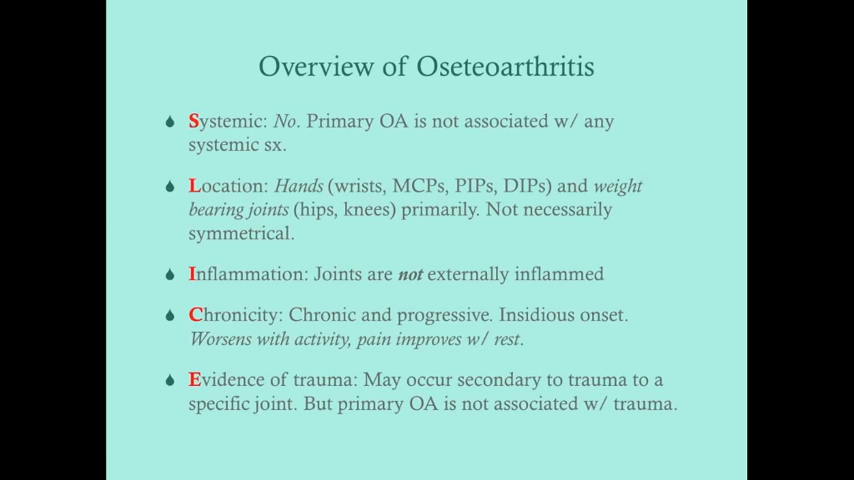 Overview of Oseteoarthritis
Systemic: No. Primary OA is not associated w/ any
systemic sx.
Location: Hands (wrists, MCPs, PIPs, DIPs) and weight
bearing joints (hips, knees) primarily. Not necessarily
symmetrical.
Inflammation: Joints are not externally inflammed
Chronicity: Chronic and progressive. Insidious onset.
Worsens with activity, pain improves w/ rest.
Evidence of trauma: May occur secondary to trauma to a
specific joint. But primary OA is not associated w/ trauma.